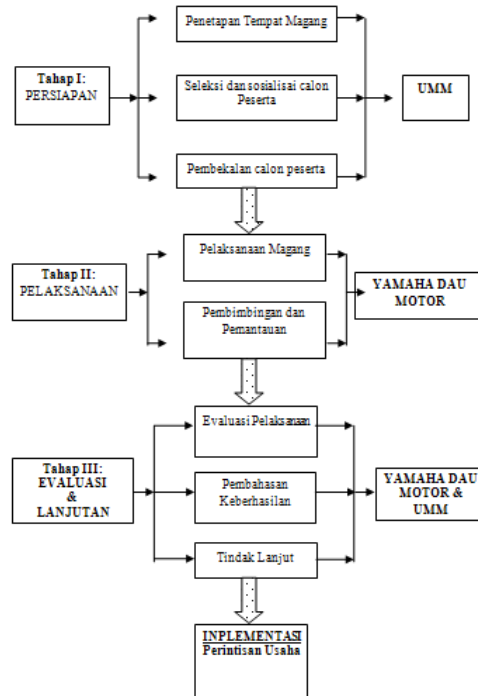 Penetapan Tempat Magang
Tahap I:
PERSIAPAN
Seleksi dan sosialisai calon
Peserta
UMM
Pembekalan calon peserta
Pelaksanaan Magang
Tahap II:
PELAKSANAAN
YAMAHA DAU
MOTOR
Pembimbingan dan
Pemantauan
Evaluasi Pelaksanaan
Tahap III:
EVALUASI
&
LANJUTAN
Pembahasan
Keberhasilan
YAMAHA DAU
MOTOR &
UMM
Tindak Lanjut
INPLEMENTASI
Perintisan Usaha